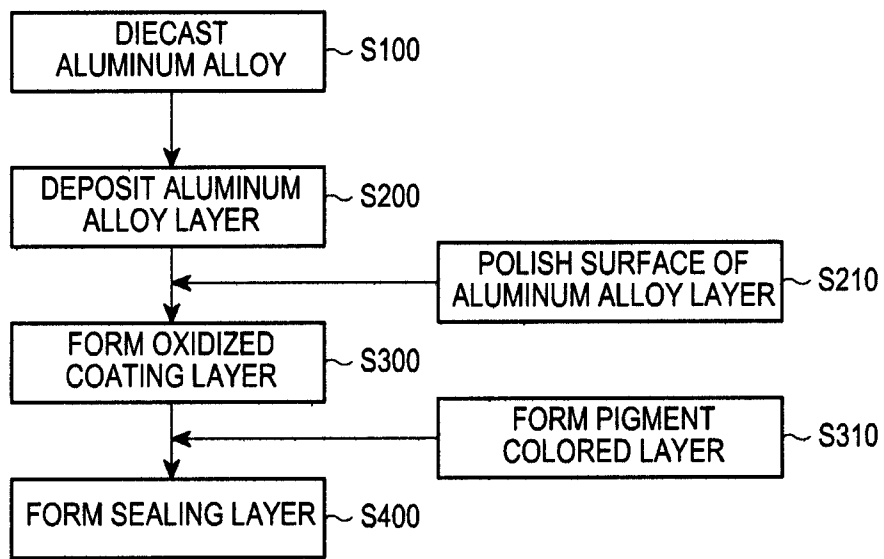 DIECAST
ALUMINUM ALLOY
S100
DEPOSIT ALUMINUM
ALLOY LAYER
S200
POLISH SURFACE OF
ALUMINUM ALLOY LAYER
S210
FORM OXIDIZED
COATING LAYER
S300
FORM PIGMENT
COLORED LAYER
S310
FORM SEALING LAYER
S400